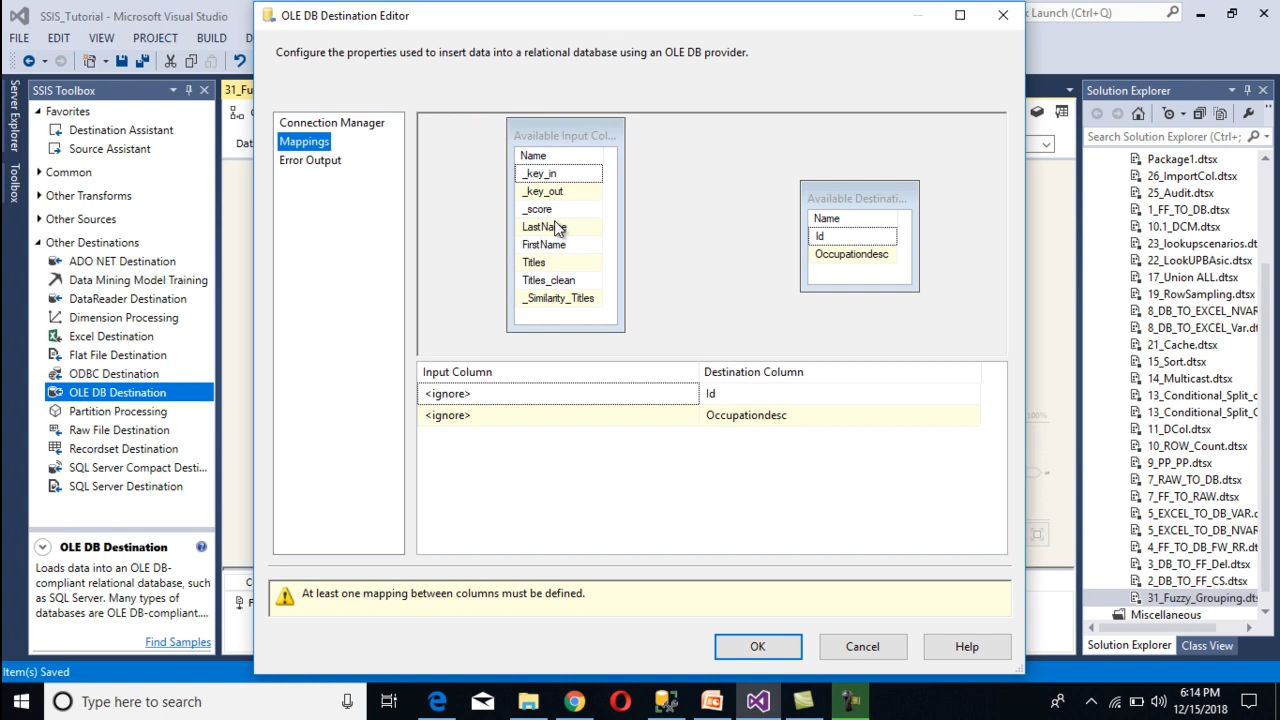 SSIS_Tutorial - Microsoft Visual Studio
OLE DB Destination Editor
Launch (Ctrl+Q)
FILE EDIT VIEW PROJECT BUILD
Configure the properties used to insert data into a relational database using an OLE DB provider.
Server Explorer
Toolbox
SSIS Toolbox
Favorites
Destination Assistant
Source Assistant
Common
Other Transforms
Other Sources
Other Destinations
ADO NET Destination
Data Mining Model Training
DataReader Destination
Dimension Processing
Excel Destination
Flat File Destination
ODBC Destination
OLE DB Destination
Partition Processing
Raw File Destination
Recordset Destination
SQL Server Compact Desti...
SQL Server Destination
OLE DB Destination
Loads data into an OLE DB-
compliant relational database, such
as SQL Server. Many types of
databases are OLE DB-compliant....
Find Samples
Item(s) Saved
31_Fu
Dat
Connection Manager
Mappings
Error Output
Available Input Col...
Name
_key_in
_key_out
_score
LastName
FirstName
Titles
Titles_clean
_Similarity_Titles
Available Destinati...
Name
Id
Occupationdesc
Input Column Destination Column
<ignore> Id
<ignore> Occupationdesc
At least one mapping between columns must be defined.
OK Cancel Help
100%
Solution Explorer
Search Solution Explorer (Ctrl+;
Package1.dtsx
26_ImportCol.dtsx
25_Audit.dtsx
1_FF_TO_DB.dtsx
10.1_DCM.dtsx
23_lookupscenarios.dt
22_LookUPBAsic.dtsx
17_Union ALL.dtsx
19_RowSampling.dtsx
8_DB_TO_EXCEL_NVAR
8_DB_TO_EXCEL_Var.dt
21_Cache.dtsx
15_Sort.dtsx
14_Multicast.dtsx
13_Conditional_Split_c
13_Conditional_Split_C
11_DCol.dtsx
10_ROW_Count.dtsx
9_PP_PP.dtsx
7_RAW_TO_DB.dtsx
7_FF_TO_RAW.dtsx
5_EXCEL_TO_DB_VAR.c
5_EXCEL_TO_DB_NVAR
4_FF_TO_DB_FW_RR.dt
3_DB_TO_FF_Del.dtsx
2_DB_TO_FF_CS.dtsx
31_Fuzzy_Grouping.dts
Miscellaneous
Solution Explorer Class View
Type here to search
6:14 PM
12/15/2018